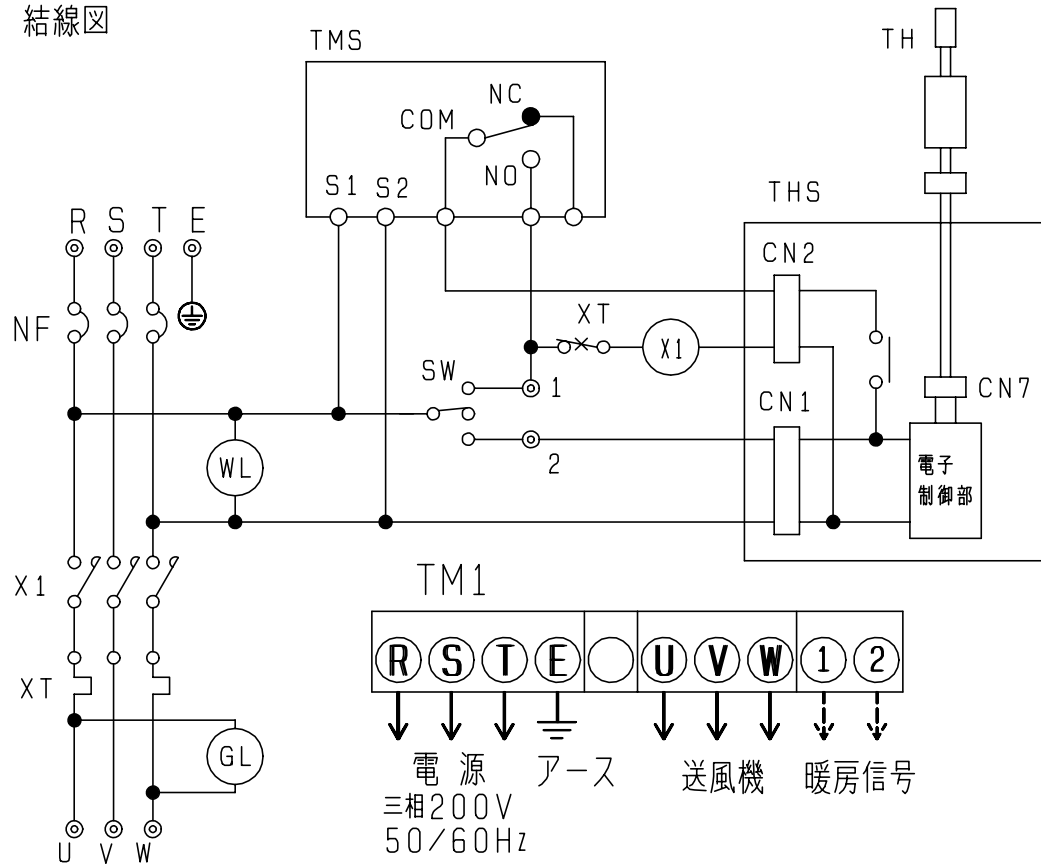 結線図
TMS
TH
NC
COM
NO
S1 S2
THS
R S T E
CN2
NF
XT
X1
SW
1
CN7
CN1
2
WL
電子
制御部
X1
TM1
R S T E U V W 1 2
XT
GL
電源 アース 送風機 暖房信号
三相200V
50/60Hz
U V W